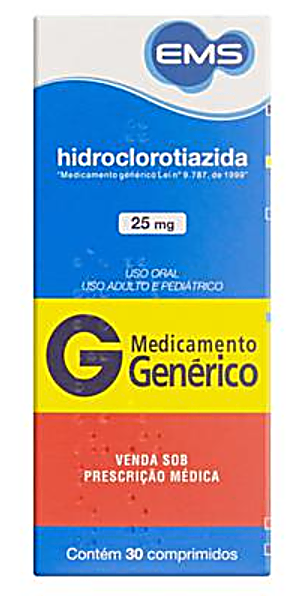 EMS
hidroclorotiazida
"Medicamento genérico Lei nº 9.787, de 1999"
25 mg
USO ORAL
USO ADULTO E PEDIÁTRICO
G Medicamento
Genérico
VENDA SOB
PRESCRIÇÃO MÉDICA
Contém 30 comprimidos